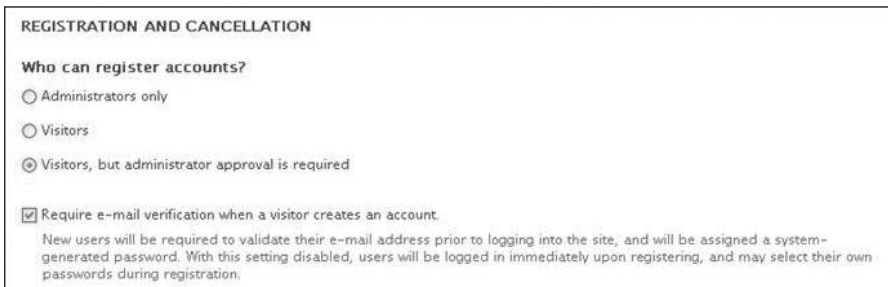 REGISTRATION AND CANCELLATION
Who can register accounts?
Administrators only
Visitors
Visitors, but administrator approval is required
Require e-mail verification when a visitor creates an account.
New users will be required to validate their e-mail address prior to logging into the site, and will be assigned a system-
generated password. With this setting disabled, users will be logged in immediately upon registering, and may select their own
passwords during registration.